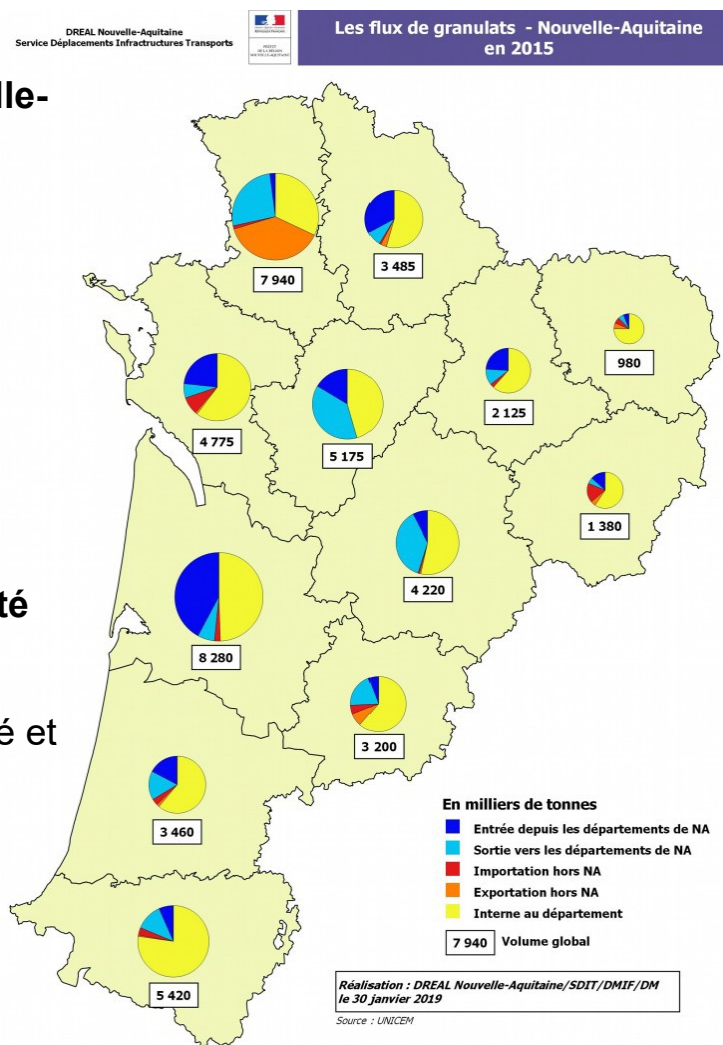 DREAL Nouvelle-Aquitaine
Service Déplacements Infrastructures Transports
Les flux de granulats - Nouvelle-Aquitaine
en 2015
lle-
7 940
3 485
980
4 775
5 175
2 125
1 380
4 220
té
8 280
é et
3 200
3 460
5 420
En milliers de tonnes
Entrée depuis les départements de NA
Sortie vers les départements de NA
Importation hors NA
Exportation hors NA
Interne au département
7 940 Volume global
Réalisation : DREAL Nouvelle-Aquitaine/SDIT/DMIF/DM
le 30 janvier 2019
Source : UNICEM